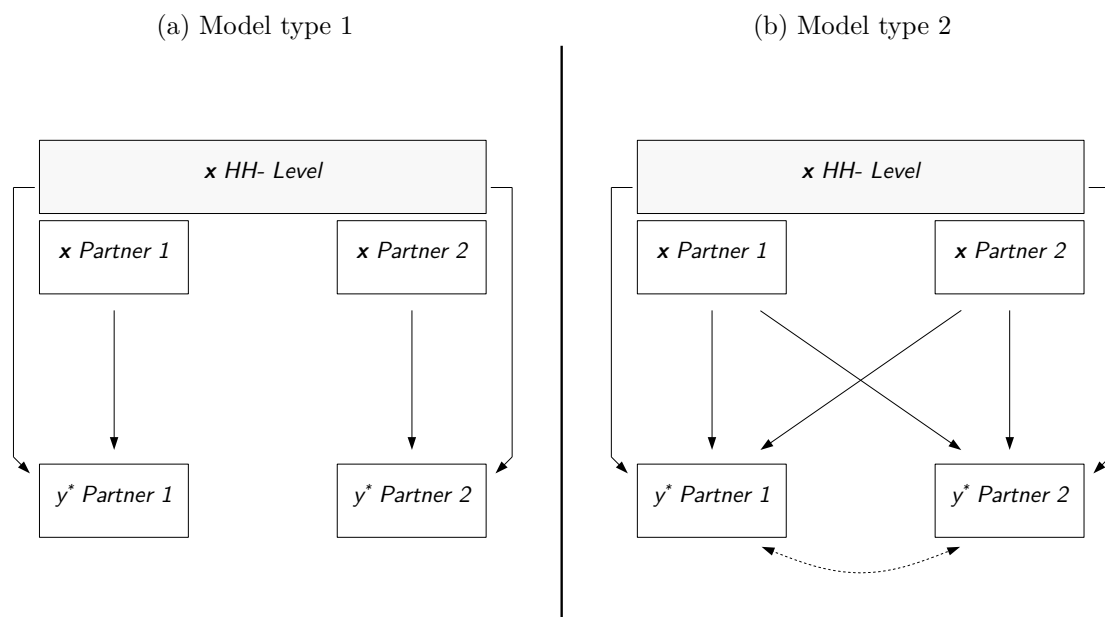 (a) Model type 1
x HH- Level
x Partner 1
x Partner 2
y* Partner 1
y* Partner 2
(b) Model type 2
x HH- Level
x Partner 1
x Partner 2
y* Partner 1
y* Partner 2